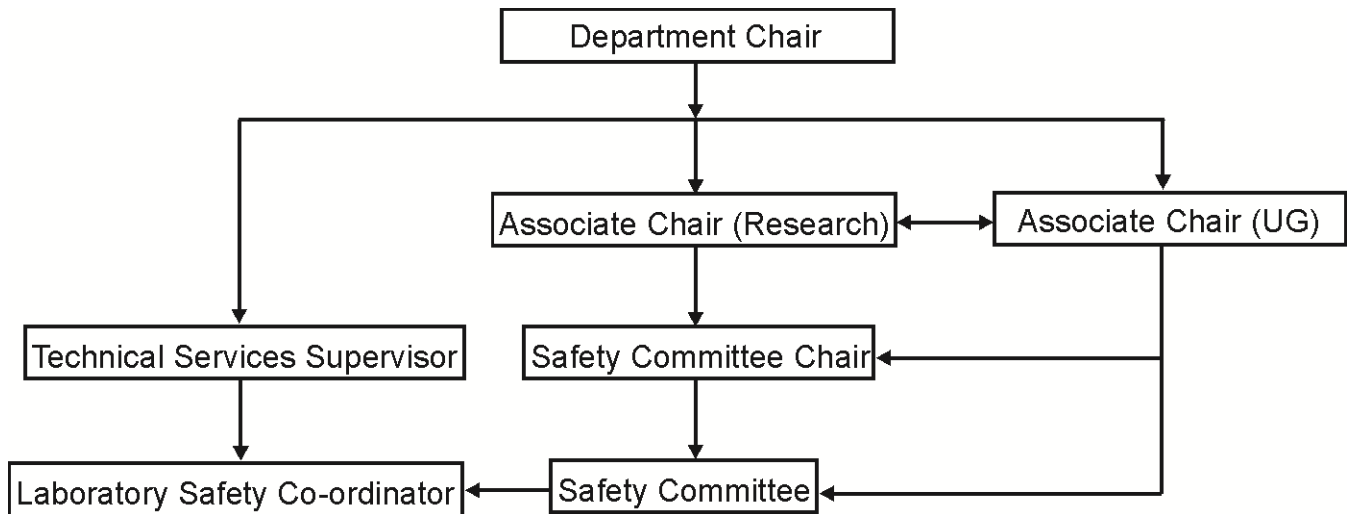 Department Chair
Associate Chair (Research)
Associate Chair (UG)
Technical Services Supervisor
Safety Committee Chair
Laboratory Safety Co-ordinator
Safety Committee